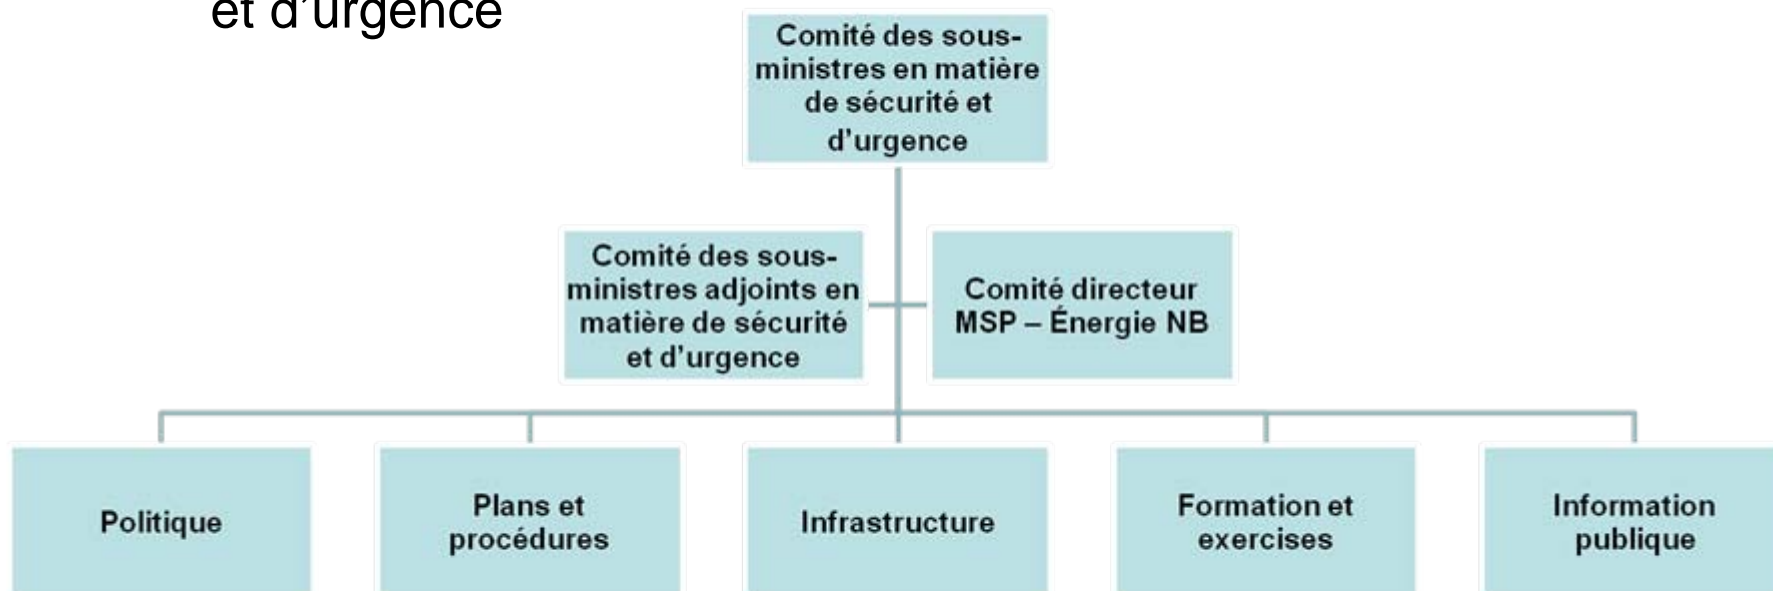 et d'urgence
Comité des sous-
ministres en matière
de sécurité et
d'urgence
Comité des sous-
ministres adjoints en
matière de sécurité
et d'urgence
Comité directeur
MSP – Énergie NB
Politique
Plans et
procédures
Infrastructure
Formation et
exercises
Information
publique